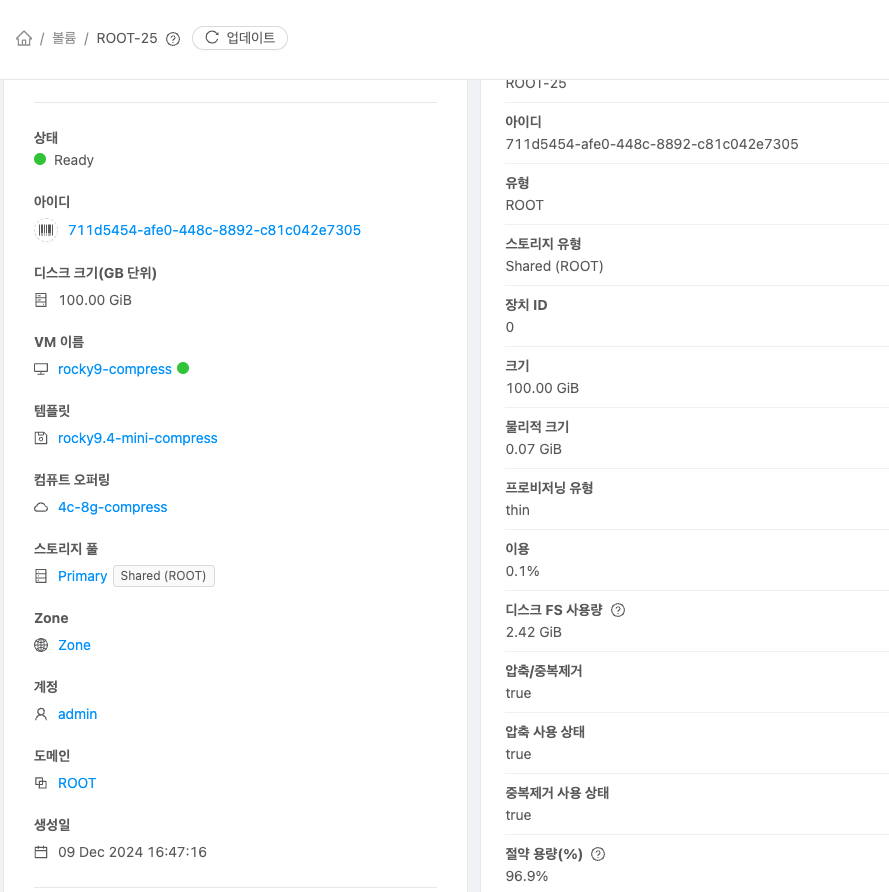 / 볼륨 / ROOT-25 업데이트
상태
Ready
아이디
711d5454-afe0-448c-8892-c81c042e7305
디스크 크기(GB 단위)
100.00 GiB
VM 이름
rocky9-compress
템플릿
rocky9.4-mini-compress
컴퓨트 오퍼링
4c-8g-compress
스토리지 풀
Primary Shared (ROOT)
Zone
Zone
계정
admin
도메인
ROOT
생성일
09 Dec 2024 16:47:16
ROOT-25
아이디
711d5454-afe0-448c-8892-c81c042e7305
유형
ROOT
스토리지 유형
Shared (ROOT)
장치 ID
0
크기
100.00 GiB
물리적 크기
0.07 GiB
프로비저닝 유형
thin
이용
0.1%
디스크 FS 사용량
2.42 GiB
압축/중복제거
true
압축 사용 상태
true
중복제거 사용 상태
true
절약 용량(%)
96.9%